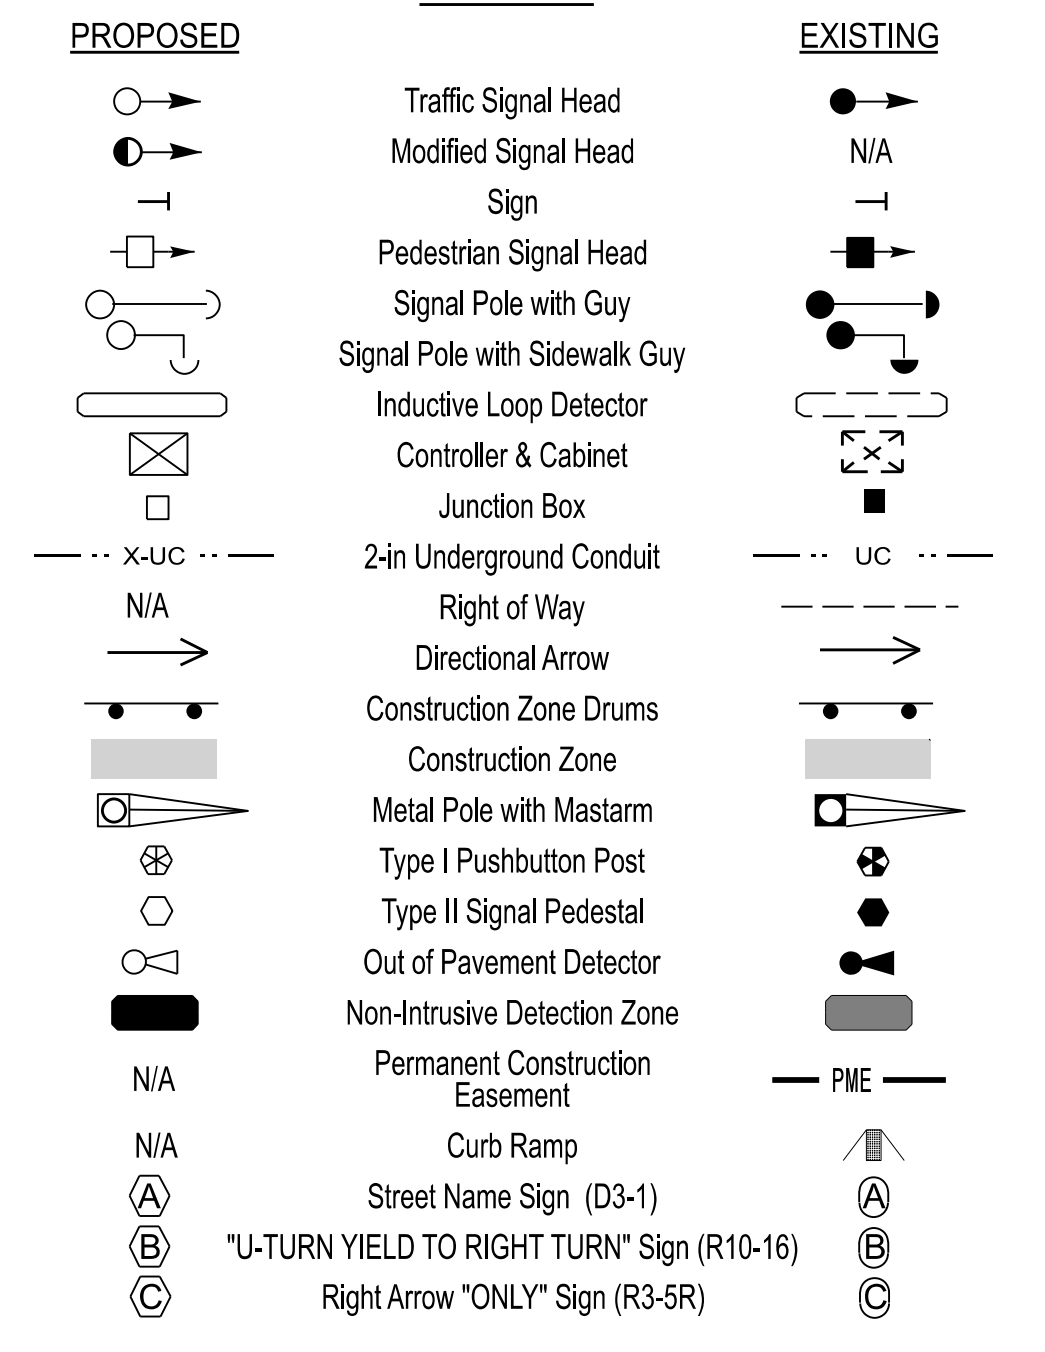 PROPOSED EXISTING
Traffic Signal Head
Modified Signal Head N/A
Sign
Pedestrian Signal Head
Signal Pole with Guy
Signal Pole with Sidewalk Guy
Inductive Loop Detector
Controller & Cabinet
Junction Box
X-UC 2-in Underground Conduit UC
N/A Right of Way
Directional Arrow
Construction Zone Drums
Construction Zone
Metal Pole with Mastarm
Type I Pushbutton Post
Type II Signal Pedestal
Out of Pavement Detector
Non-Intrusive Detection Zone
Permanent Construction
N/A Easement PME
N/A Curb Ramp
A Street Name Sign (D3-1) A
B "U-TURN YIELD TO RIGHT TURN" Sign (R10-16) B
C Right Arrow "ONLY" Sign (R3-5R) C